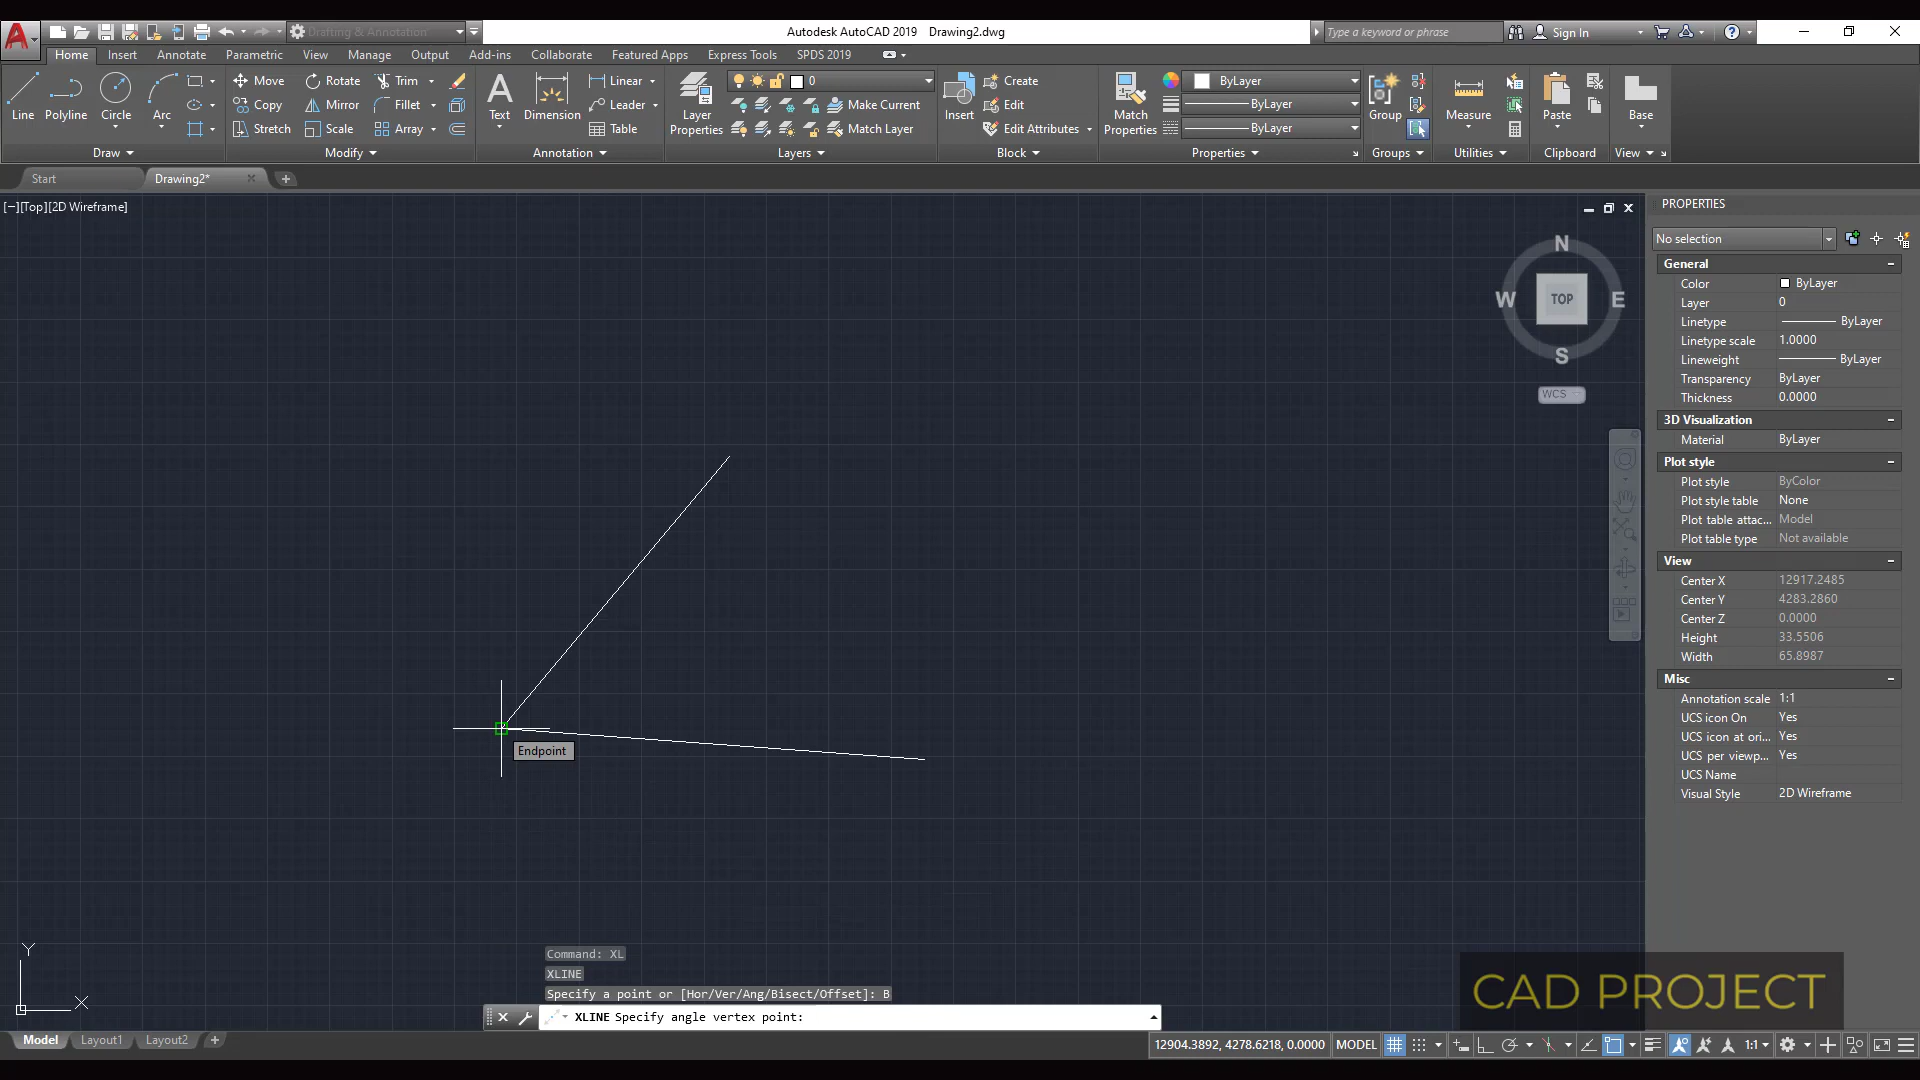 Drafting & Annotation
Autodesk AutoCAD 2019 Drawing2.dwg
Type a keyword or phrase
Sign In
Home Insert Annotate Parametric View Manage Output Add-ins Collaborate Featured Apps Express Tools SPDS 2019
Line
Polyline
Circle
Arc
Draw
Move Rotate Trim
Copy Mirror Fillet
Stretch Scale Array
Modify
Text
Dimension
Linear
Leader
Table
Annotation
Layer
Properties
0
Make Current
Match Layer
Layers
Insert
Create
Edit
Edit Attributes
Block
Match
Properties
ByLayer
ByLayer
ByLayer
Properties
Group
Groups
Measure
Utilities
Paste
Clipboard
Base
View
Start
Drawing2*
[−][Top][2D Wireframe]
N
W TOP E
S
WCS
Endpoint
Y
X
Command: XL
XLINE
Specify a point or [Hor/Ver/Ang/Bisect/Offset]: B
XLINE Specify angle vertex point:
PROPERTIES
No selection
General
Color ByLayer
Layer 0
Linetype ByLayer
Linetype scale 1.0000
Lineweight ByLayer
Transparency ByLayer
Thickness 0.0000
3D Visualization
Material ByLayer
Plot style
Plot style ByColor
Plot style table None
Plot table attac... Model
Plot table type Not available
View
Center X 12917.2485
Center Y 4283.2860
Center Z 0.0000
Height 33.5506
Width 65.8987
Misc
Annotation scale 1:1
UCS icon On Yes
UCS icon at ori... Yes
UCS per viewp... Yes
UCS Name
Visual Style 2D Wireframe
CAD PROJECT
Model Layout1 Layout2
12904.3892, 4278.6218, 0.0000 MODEL 1:1